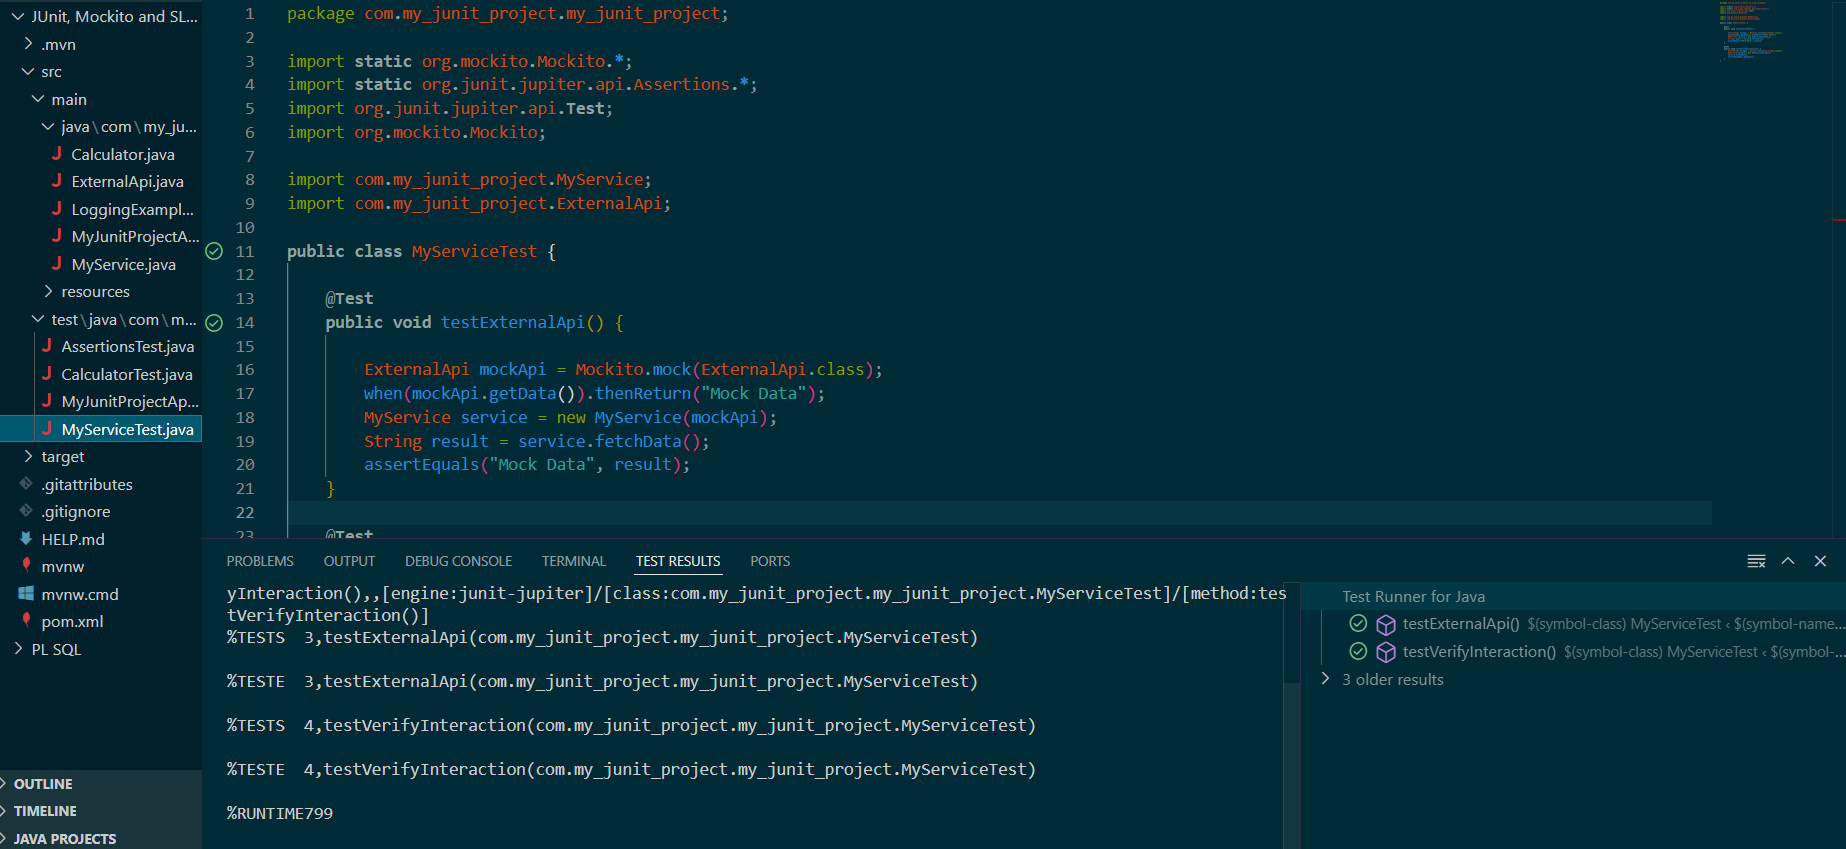 JUnit, Mockito and SL...
.mvn
src
main
java\com\my_ju...
Calculator.java
ExternalApi.java
LoggingExampl...
MyJunitProjectA...
MyService.java
resources
test\java\com\m...
AssertionsTest.java
CalculatorTest.java
MyJunitProjectAp...
MyServiceTest.java
target
.gitattributes
.gitignore
HELP.md
mvnw
mvnw.cmd
pom.xml
PL SQL
OUTLINE
TIMELINE
JAVA PROJECTS
1 package com.my_junit_project.my_junit_project;
2
3 import static org.mockito.Mockito.*;
4 import static org.junit.jupiter.api.Assertions.*;
5 import org.junit.jupiter.api.Test;
6 import org.mockito.Mockito;
7
8 import com.my_junit_project.MyService;
9 import com.my_junit_project.ExternalApi;
10
11 public class MyServiceTest {
12
13 @Test
14 public void testExternalApi() {
15
16 ExternalApi mockApi = Mockito.mock(ExternalApi.class);
17 when(mockApi.getData()).thenReturn("Mock Data");
18 MyService service = new MyService(mockApi);
19 String result = service.fetchData();
20 assertEquals("Mock Data", result);
21 }
22
23 @Test
PROBLEMS OUTPUT DEBUG CONSOLE TERMINAL TEST RESULTS PORTS
yInteraction(),,[engine:junit-jupiter]/[class:com.my_junit_project.my_junit_project.MyServiceTest]/[method:tes
tVerifyInteraction()]
%TESTS 3,testExternalApi(com.my_junit_project.my_junit_project.MyServiceTest)
%TESTE 3,testExternalApi(com.my_junit_project.my_junit_project.MyServiceTest)
%TESTS 4,testVerifyInteraction(com.my_junit_project.my_junit_project.MyServiceTest)
%TESTE 4,testVerifyInteraction(com.my_junit_project.my_junit_project.MyServiceTest)
%RUNTIME799
Test Runner for Java
testExternalApi() $(symbol-class) MyServiceTest ‹ $(symbol-name...
testVerifyInteraction() $(symbol-class) MyServiceTest ‹ $(symbol-...
3 older results